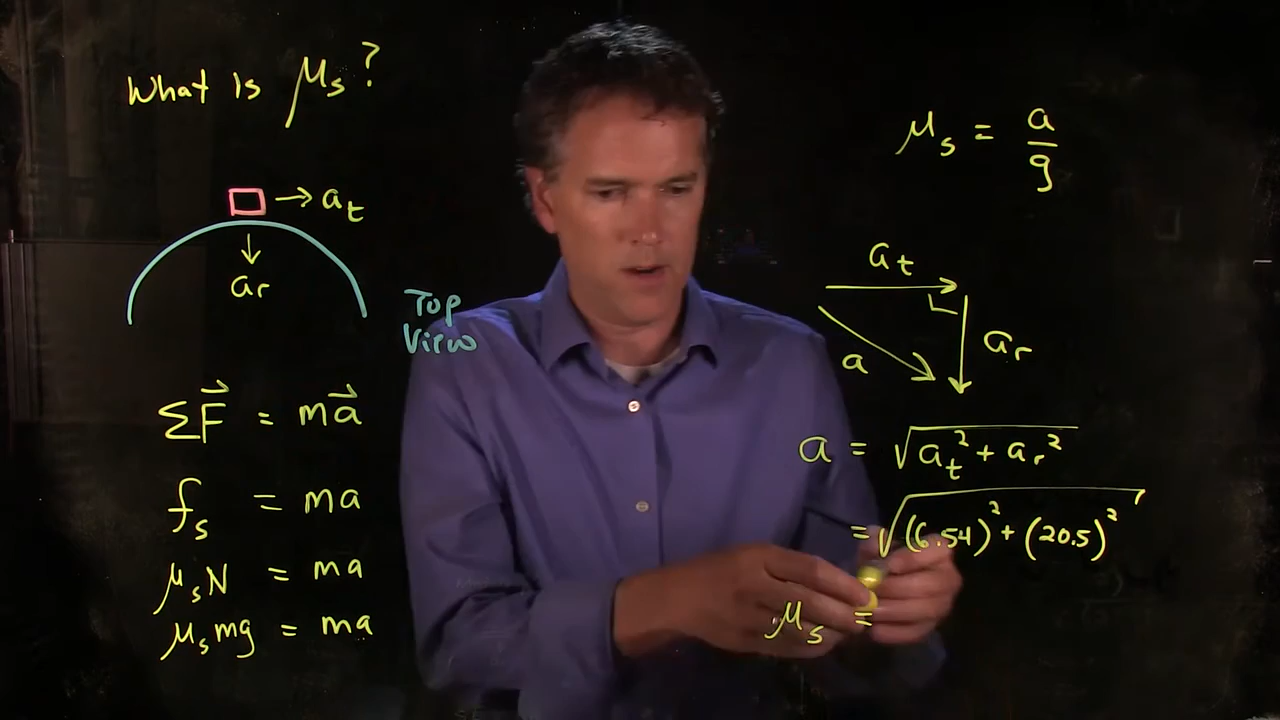 What is μs?
→ at
↓
ar
Top
View
ΣF⃗ = ma⃗
fs = ma
μsN = ma
μsmg = ma
μs = a/g
at
ar
a
a = √(at² + ar²)
= √((6.54)² + (20.5)²)
μs =